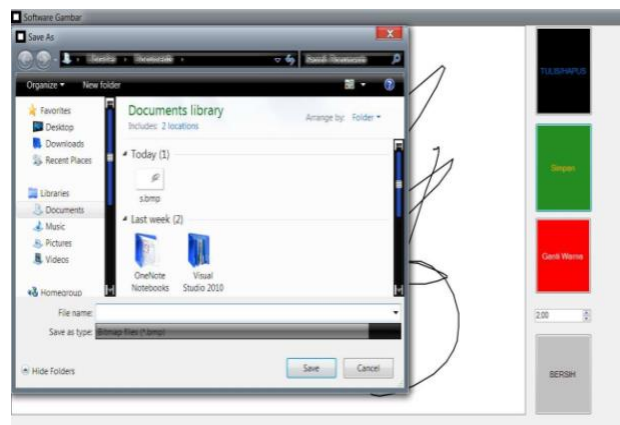 Software Gambar
Save As
Organize New folder
Favorites
Desktop
Downloads
Recent Places
Libraries
Documents
Music
Pictures
Videos
Homegroup
Documents library
Includes: 2 locations
Arrange by: Folder
Today (1)
s.bmp
Last week (2)
OneNote Notebooks
Visual Studio 2010
File name:
Save as type: Bitmap Files (*.bmp)
Hide Folders
Save Cancel
TULIS/HAPUS
Simpan
Ganti Warna
2,00
BERSIH